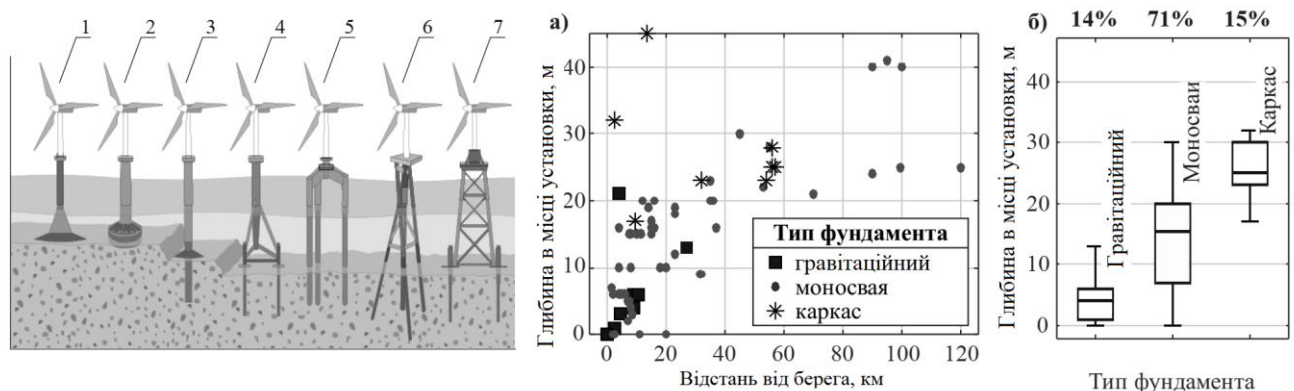 1 2 3 4 5 6 7
а)
Глибина в місці установки, м
40
30
20
10
0
0 20 40 60 80 100 120
Відстань від берега, км
Тип фундамента
гравітаційний
моносвая
каркас
б)
14% 71% 15%
Глибина в місці установки, м
40
30
20
10
0
Гравітаційний
Моносваи
Каркас
Тип фундамента